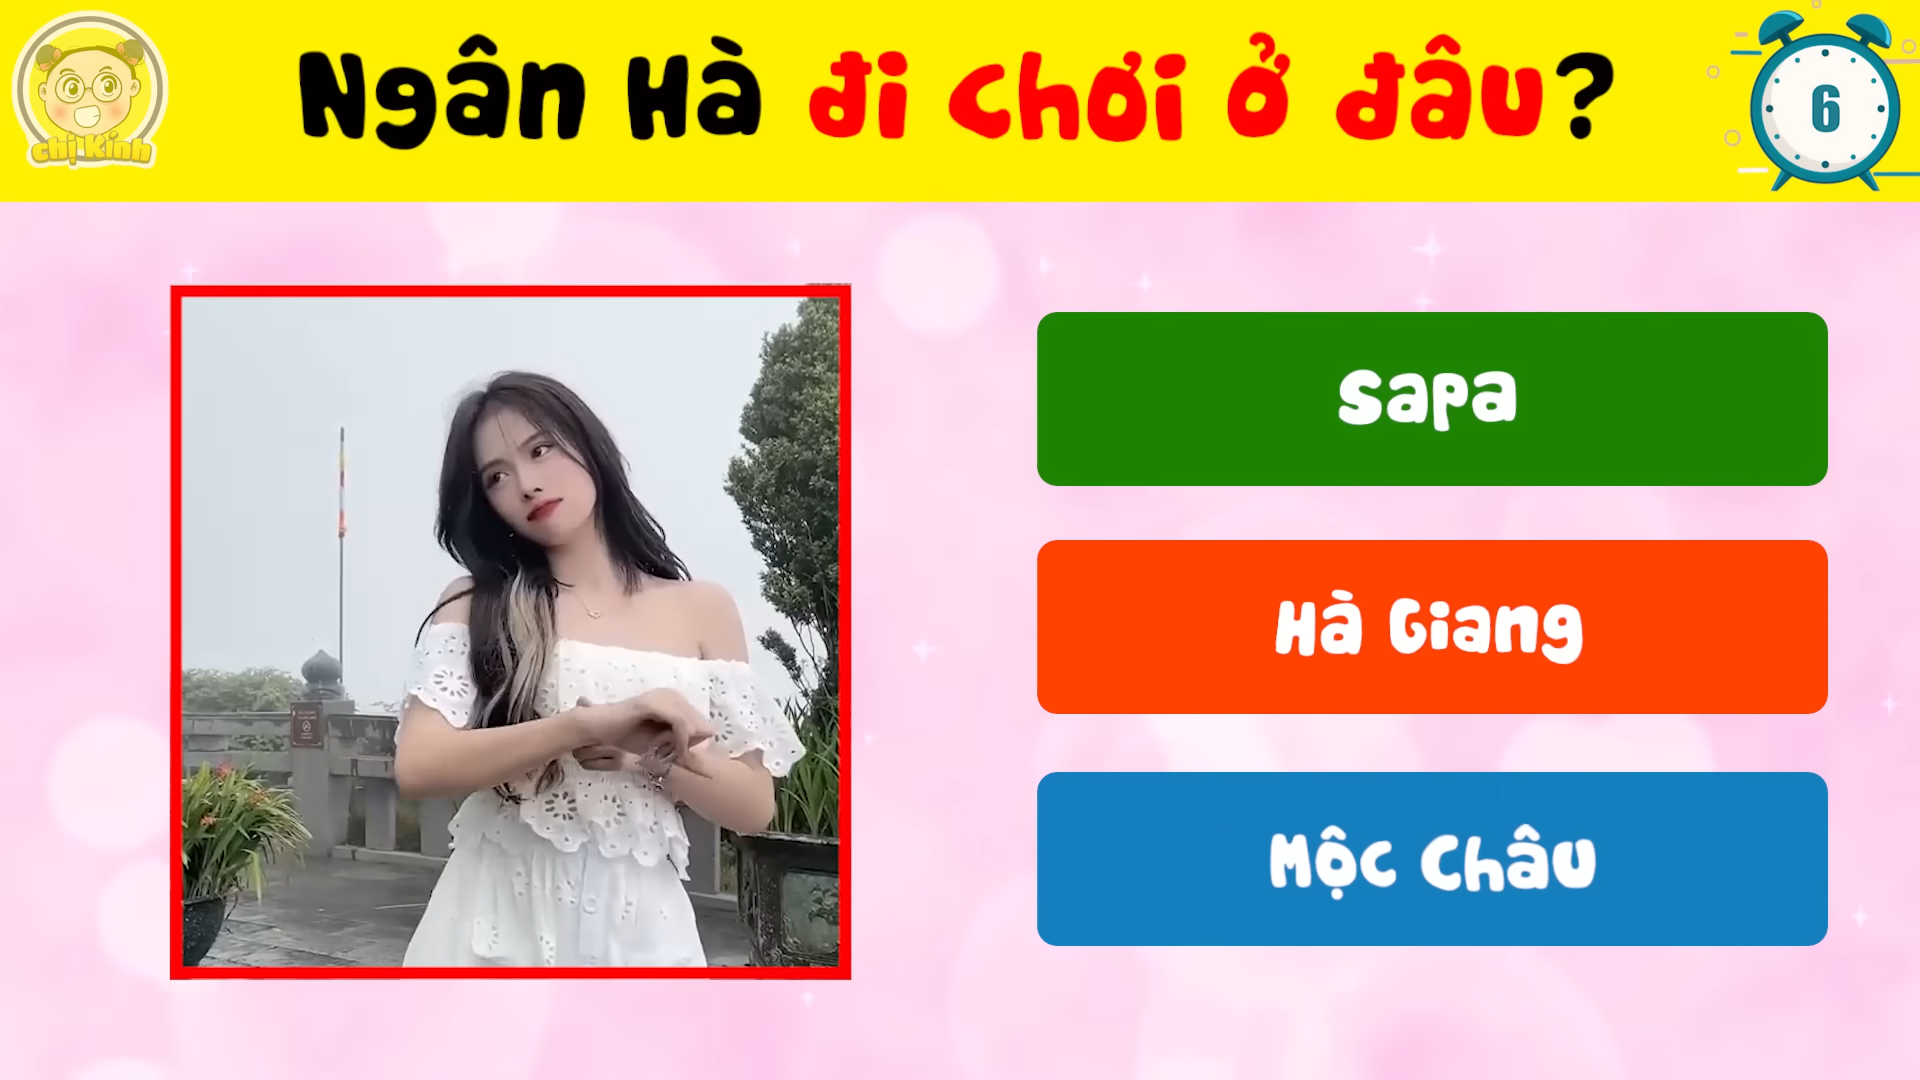 Ngân Hà đi chơi ở đâu?
6
chị Kính
Sapa
Hà Giang
Mộc Châu